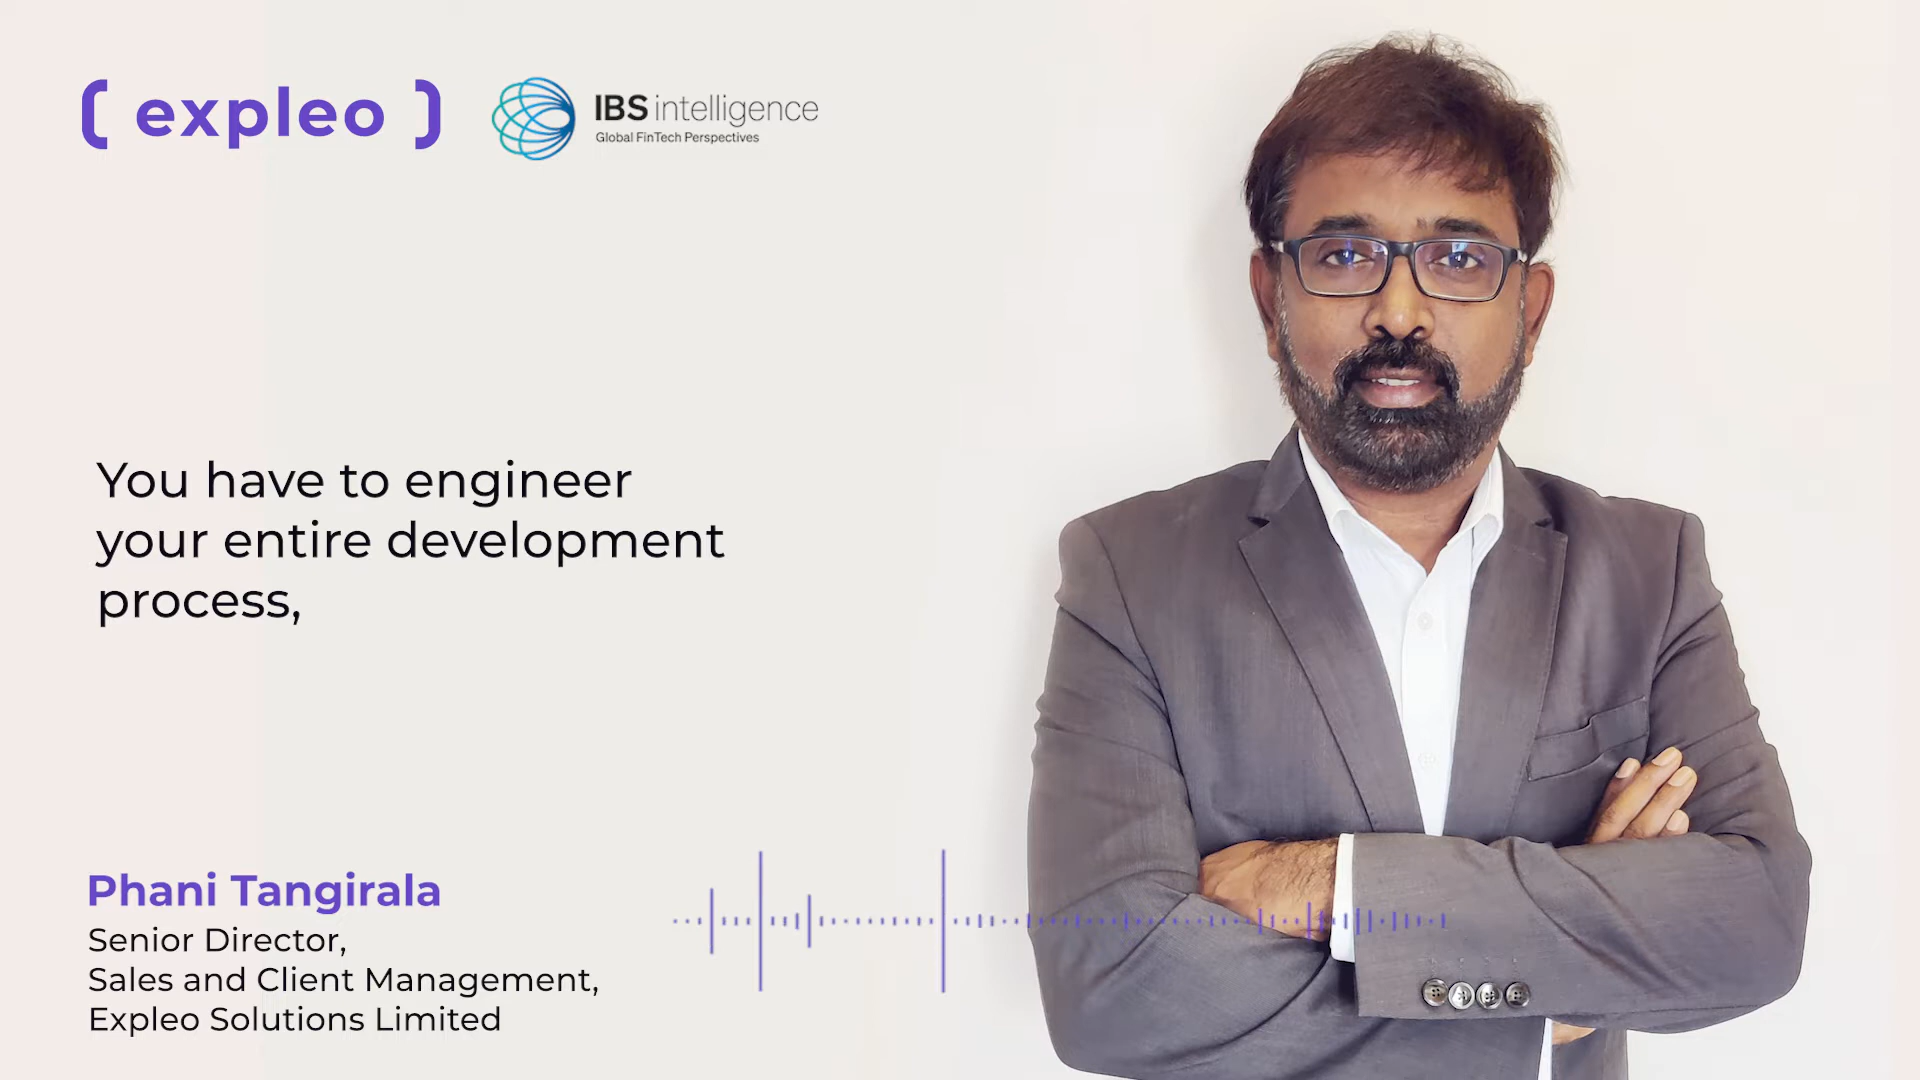 ( expleo )
IBS intelligence
Global FinTech Perspectives
You have to engineer
your entire development
process,
Phani Tangirala
Senior Director,
Sales and Client Management,
Expleo Solutions Limited